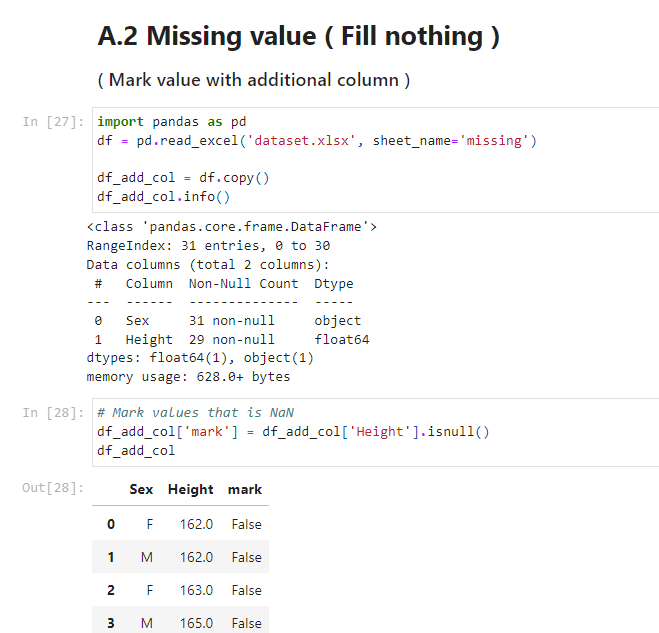 A.2 Missing value ( Fill nothing )
( Mark value with additional column )
In [27]: import pandas as pd
df = pd.read_excel('dataset.xlsx', sheet_name='missing')
df_add_col = df.copy()
df_add_col.info()
<class 'pandas.core.frame.DataFrame'>
RangeIndex: 31 entries, 0 to 30
Data columns (total 2 columns):
# Column Non-Null Count Dtype
--- ------ -------------- -----
0 Sex 31 non-null object
1 Height 29 non-null float64
dtypes: float64(1), object(1)
memory usage: 628.0+ bytes
In [28]: # Mark values that is NaN
df_add_col['mark'] = df_add_col['Height'].isnull()
df_add_col
Out[28]:
Sex Height mark
0 F 162.0 False
1 M 162.0 False
2 F 163.0 False
3 M 165.0 False